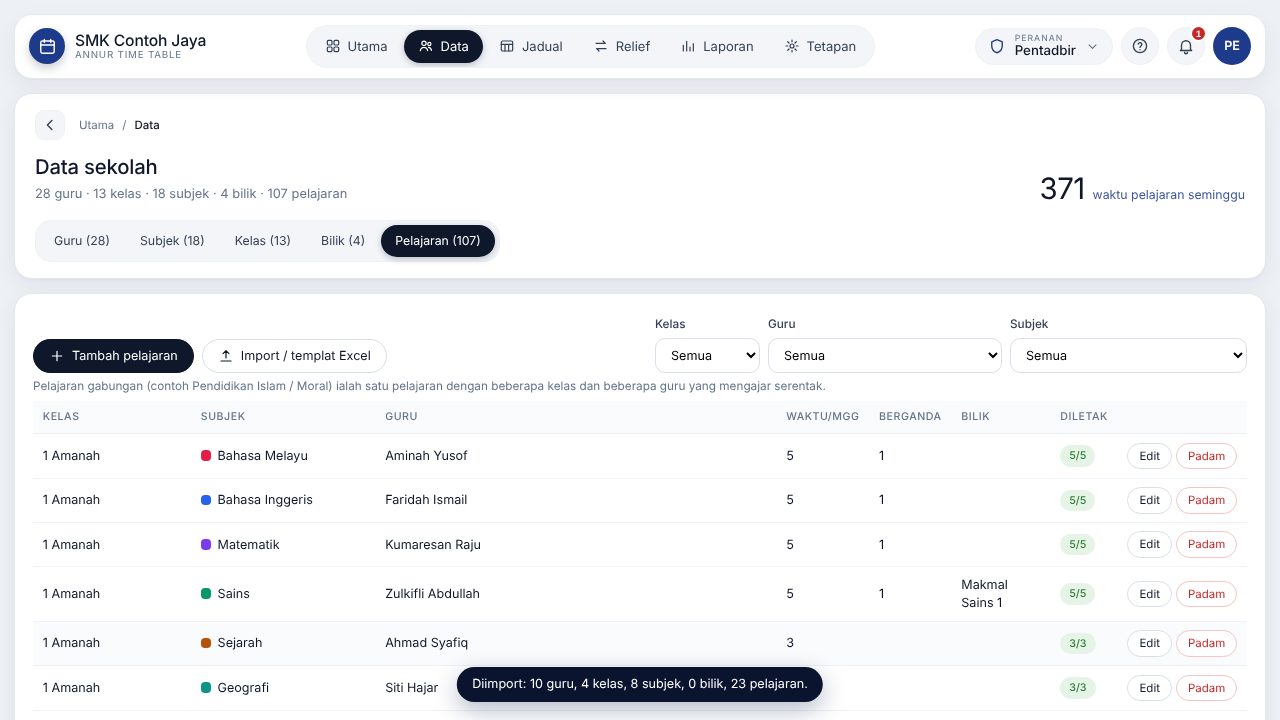 SMK Contoh Jaya
ANNUR TIME TABLE
Utama
Data
Jadual
Relief
Laporan
Tetapan
PERANAN
Pentadbir
1
PE
Utama / Data
Data sekolah
28 guru · 13 kelas · 18 subjek · 4 bilik · 107 pelajaran
371 waktu pelajaran seminggu
Guru (28)
Subjek (18)
Kelas (13)
Bilik (4)
Pelajaran (107)
Kelas
Guru
Subjek
Tambah pelajaran
Import / templat Excel
Semua
Semua
Semua
Pelajaran gabungan (contoh Pendidikan Islam / Moral) ialah satu pelajaran dengan beberapa kelas dan beberapa guru yang mengajar serentak.
KELAS SUBJEK GURU WAKTU/MGG BERGANDA BILIK DILETAK
1 Amanah Bahasa Melayu Aminah Yusof 5 1 5/5 Edit Padam
1 Amanah Bahasa Inggeris Faridah Ismail 5 1 5/5 Edit Padam
1 Amanah Matematik Kumaresan Raju 5 1 5/5 Edit Padam
1 Amanah Sains Zulkifli Abdullah 5 1 Makmal Sains 1 5/5 Edit Padam
1 Amanah Sejarah Ahmad Syafiq 3 3/3 Edit Padam
1 Amanah Geografi Siti Hajar 3/3 Edit Padam
Diimport: 10 guru, 4 kelas, 8 subjek, 0 bilik, 23 pelajaran.